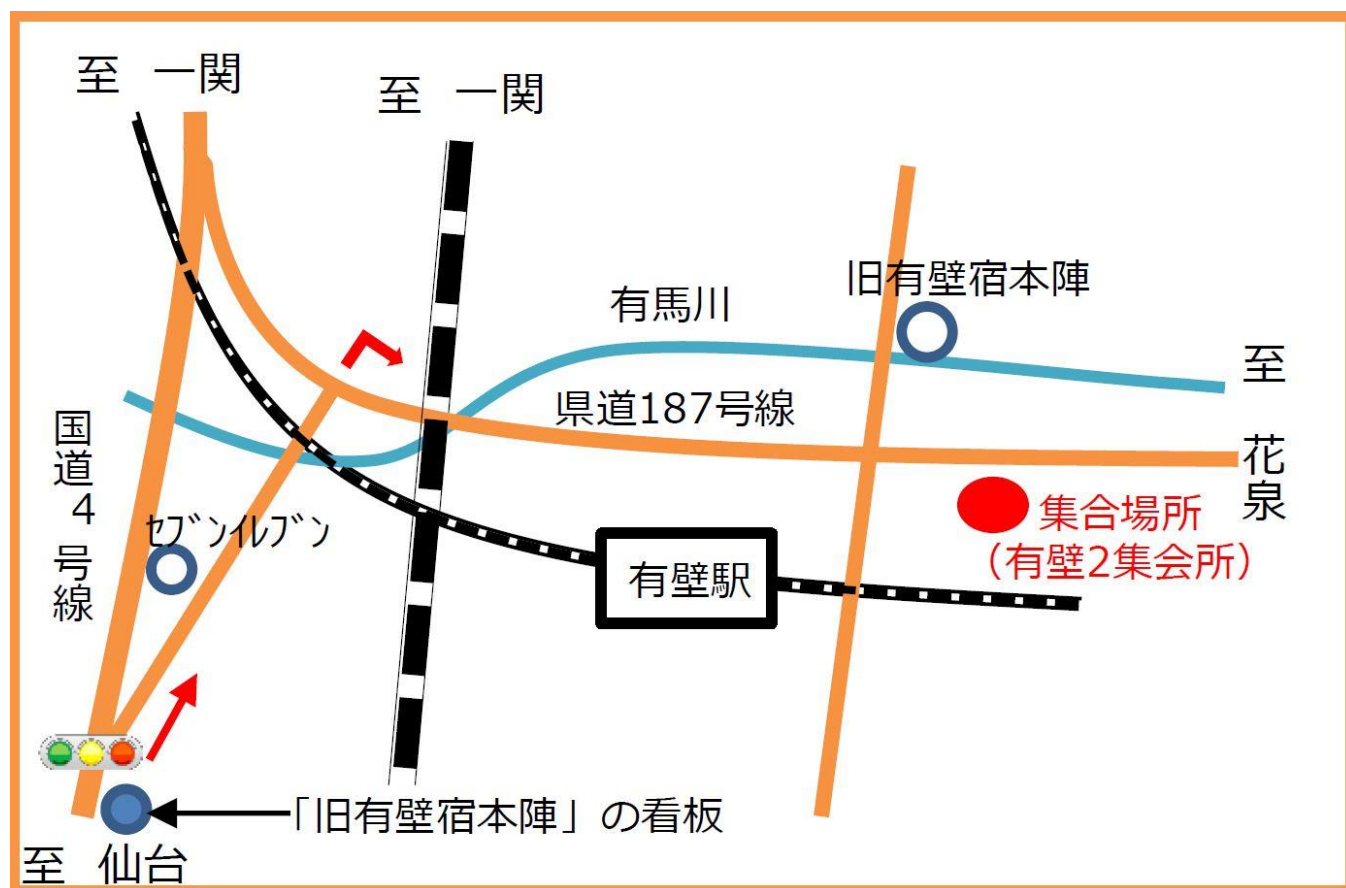 至 一関
至 一関
旧有壁宿本陣
有馬川
至 花泉
県道187号線
国道4号線
集合場所
（有壁2集会所）
ｾﾌﾞﾝｲﾚﾌﾞﾝ
有壁駅
「旧有壁宿本陣」の看板
至 仙台